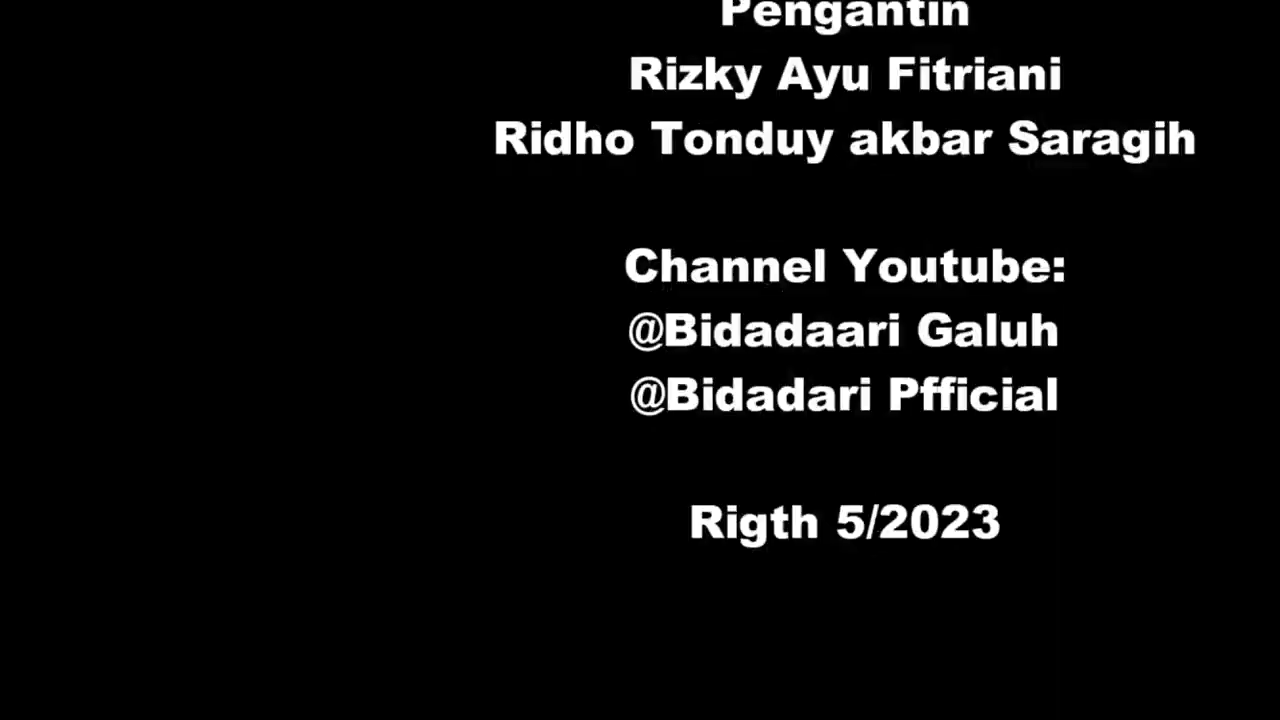 Pengantin
Rizky Ayu Fitriani
Ridho Tonduy akbar Saragih
Channel Youtube:
@Bidadaari Galuh
@Bidadari Pfficial
Rigth 5/2023